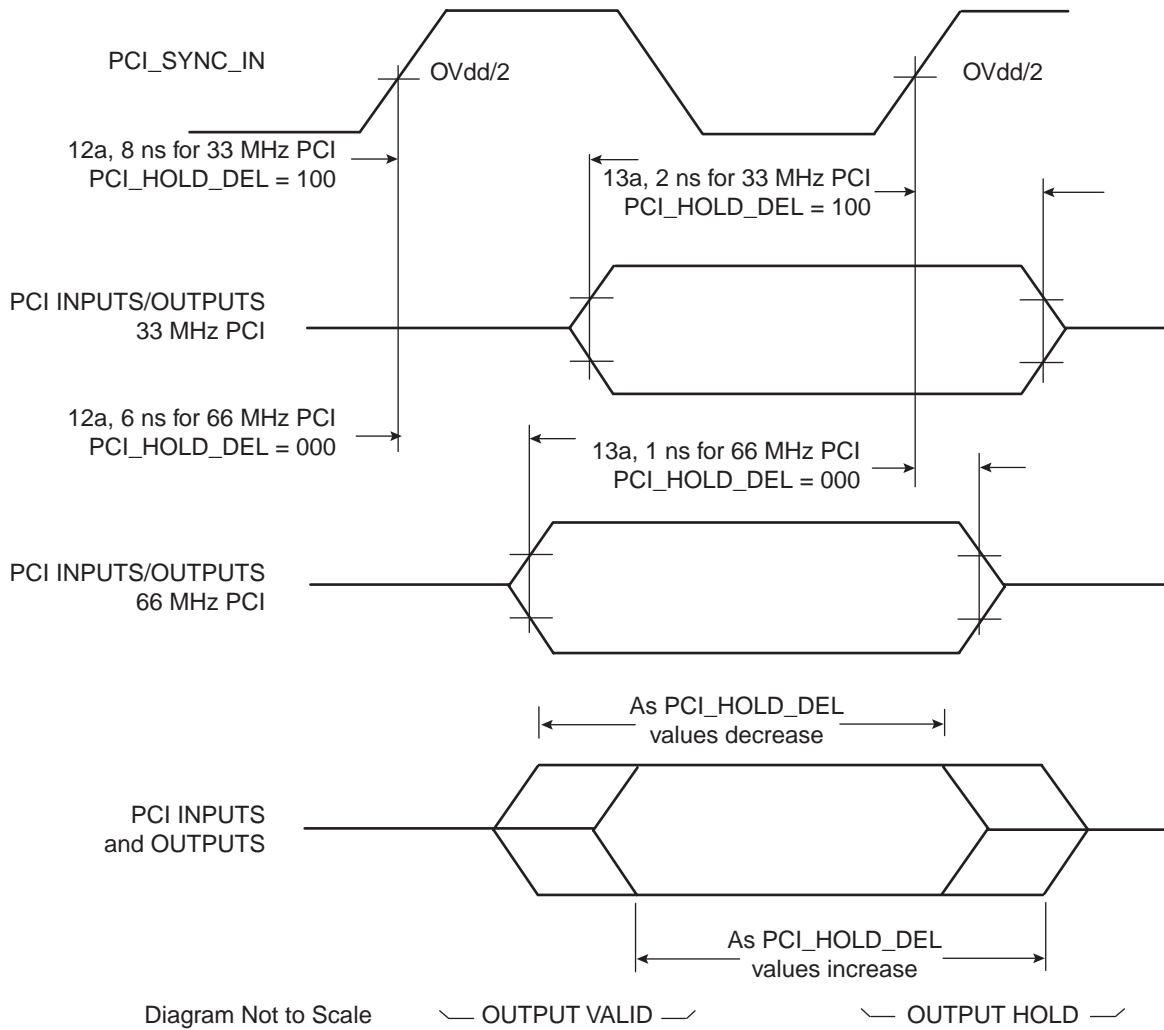 PCI_SYNC_IN
OVdd/2
OVdd/2
12a, 8 ns for 33 MHz PCI
PCI_HOLD_DEL = 100
13a, 2 ns for 33 MHz PCI
PCI_HOLD_DEL = 100
PCI INPUTS/OUTPUTS
33 MHz PCI
12a, 6 ns for 66 MHz PCI
PCI_HOLD_DEL = 000
13a, 1 ns for 66 MHz PCI
PCI_HOLD_DEL = 000
PCI INPUTS/OUTPUTS
66 MHz PCI
As PCI_HOLD_DEL
values decrease
PCI INPUTS
and OUTPUTS
As PCI_HOLD_DEL
values increase
Diagram Not to Scale
OUTPUT VALID
OUTPUT HOLD